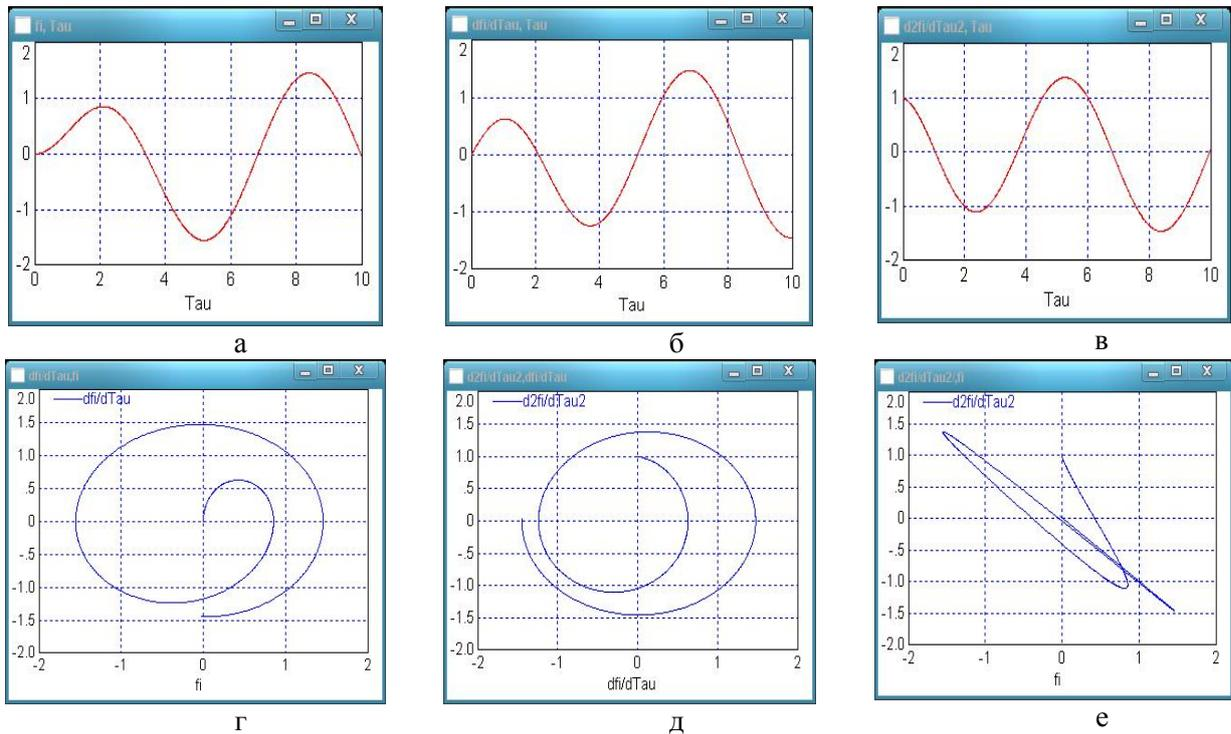 fi, Tau
2
1
0
-1
-2
0 2 4 6 8 10
Tau
а
dfi/dTau, Tau
2
1
0
-1
-2
0 2 4 6 8 10
Tau
б
d2fi/dTau2, Tau
2
1
0
-1
-2
0 2 4 6 8 10
Tau
в
dfi/dTau,fi
dfi/dTau
2.0
1.5
1.0
.5
0
-.5
-1.0
-1.5
-2.0
-2 -1 0 1 2
fi
г
d2fi/dTau2,dfi/dTau
d2fi/dTau2
2.0
1.5
1.0
.5
0
-.5
-1.0
-1.5
-2.0
-2 -1 0 1 2
dfi/dTau
д
d2fi/dTau2/,fi
d2fi/dTau2
2.0
1.5
1.0
.5
0
-.5
-1.0
-1.5
-2.0
-2 -1 0 1 2
fi
е